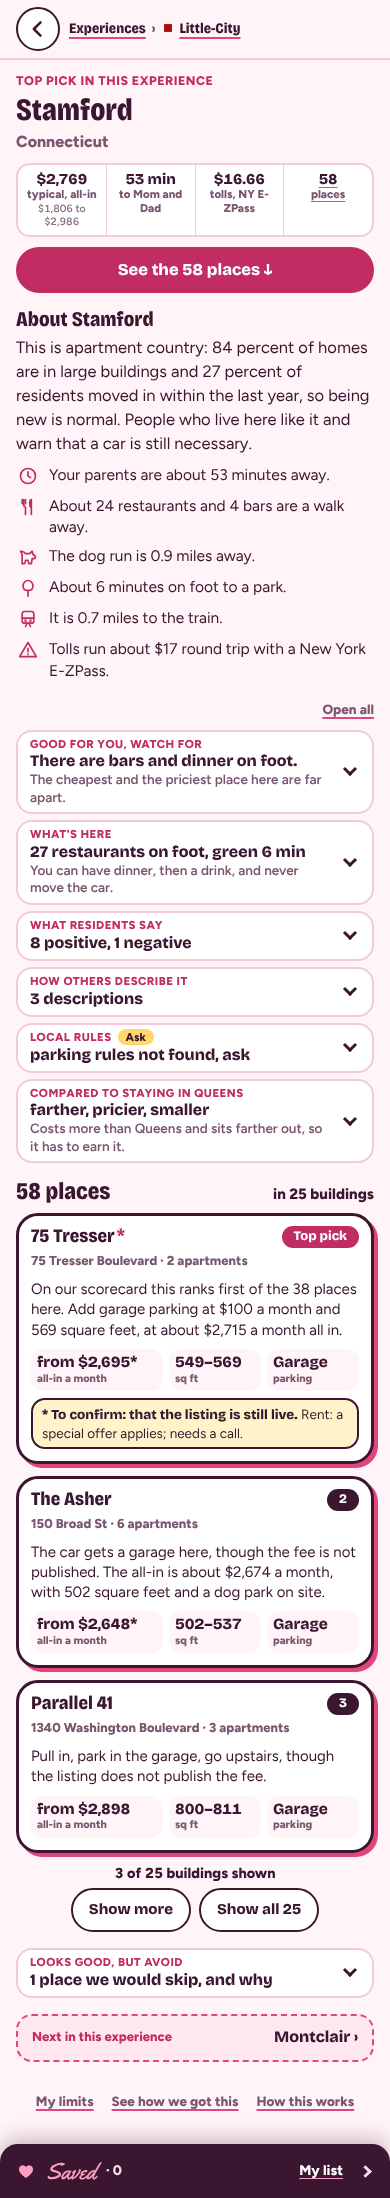 Experiences › Little-City
TOP PICK IN THIS EXPERIENCE
Stamford
Connecticut
$2,769
typical, all-in
$1,806 to
$2,986
53 min
to Mom and
Dad
$16.66
tolls, NY E-
ZPass
58
places
See the 58 places ↓
About Stamford
This is apartment country: 84 percent of homes
are in large buildings and 27 percent of
residents moved in within the last year, so being
new is normal. People who live here like it and
warn that a car is still necessary.
Your parents are about 53 minutes away.
About 24 restaurants and 4 bars are a walk
away.
The dog run is 0.9 miles away.
About 6 minutes on foot to a park.
It is 0.7 miles to the train.
Tolls run about $17 round trip with a New York
E-ZPass.
Open all
GOOD FOR YOU, WATCH FOR
There are bars and dinner on foot.
The cheapest and the priciest place here are far
apart.
WHAT'S HERE
27 restaurants on foot, green 6 min
You can have dinner, then a drink, and never
move the car.
WHAT RESIDENTS SAY
8 positive, 1 negative
HOW OTHERS DESCRIBE IT
3 descriptions
LOCAL RULES Ask
parking rules not found, ask
COMPARED TO STAYING IN QUEENS
farther, pricier, smaller
Costs more than Queens and sits farther out, so
it has to earn it.
58 places in 25 buildings
75 Tresser* Top pick
75 Tresser Boulevard · 2 apartments
On our scorecard this ranks first of the 38 places
here. Add garage parking at $100 a month and
569 square feet, at about $2,715 a month all in.
from $2,695* 549–569 Garage
all-in a month sq ft parking
* To confirm: that the listing is still live. Rent: a
special offer applies; needs a call.
The Asher 2
150 Broad St · 6 apartments
The car gets a garage here, though the fee is not
published. The all-in is about $2,674 a month,
with 502 square feet and a dog park on site.
from $2,648* 502–537 Garage
all-in a month sq ft parking
Parallel 41 3
1340 Washington Boulevard · 3 apartments
Pull in, park in the garage, go upstairs, though
the listing does not publish the fee.
from $2,898 800–811 Garage
all-in a month sq ft parking
3 of 25 buildings shown
Show more Show all 25
LOOKS GOOD, BUT AVOID
1 place we would skip, and why
Next in this experience Montclair ›
My limits See how we got this How this works
Saved · 0 My list